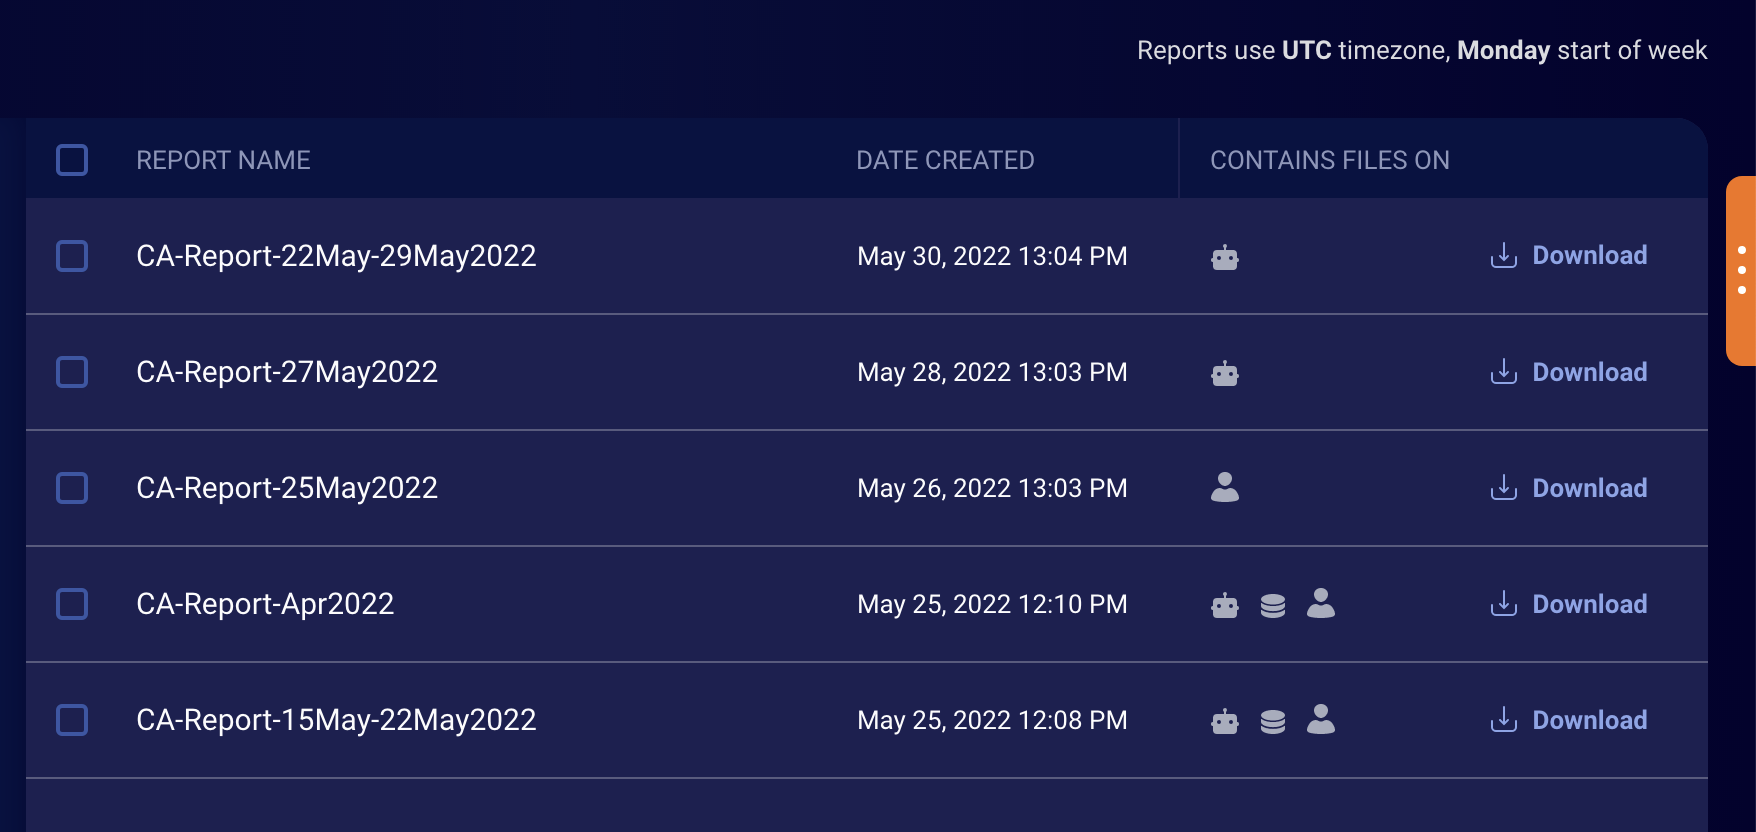 Reports use UTC timezone, Monday start of week
REPORT NAME DATE CREATED CONTAINS FILES ON
CA-Report-22May-29May2022 May 30, 2022 13:04 PM Download
CA-Report-27May2022 May 28, 2022 13:03 PM Download
CA-Report-25May2022 May 26, 2022 13:03 PM Download
CA-Report-Apr2022 May 25, 2022 12:10 PM Download
CA-Report-15May-22May2022 May 25, 2022 12:08 PM Download